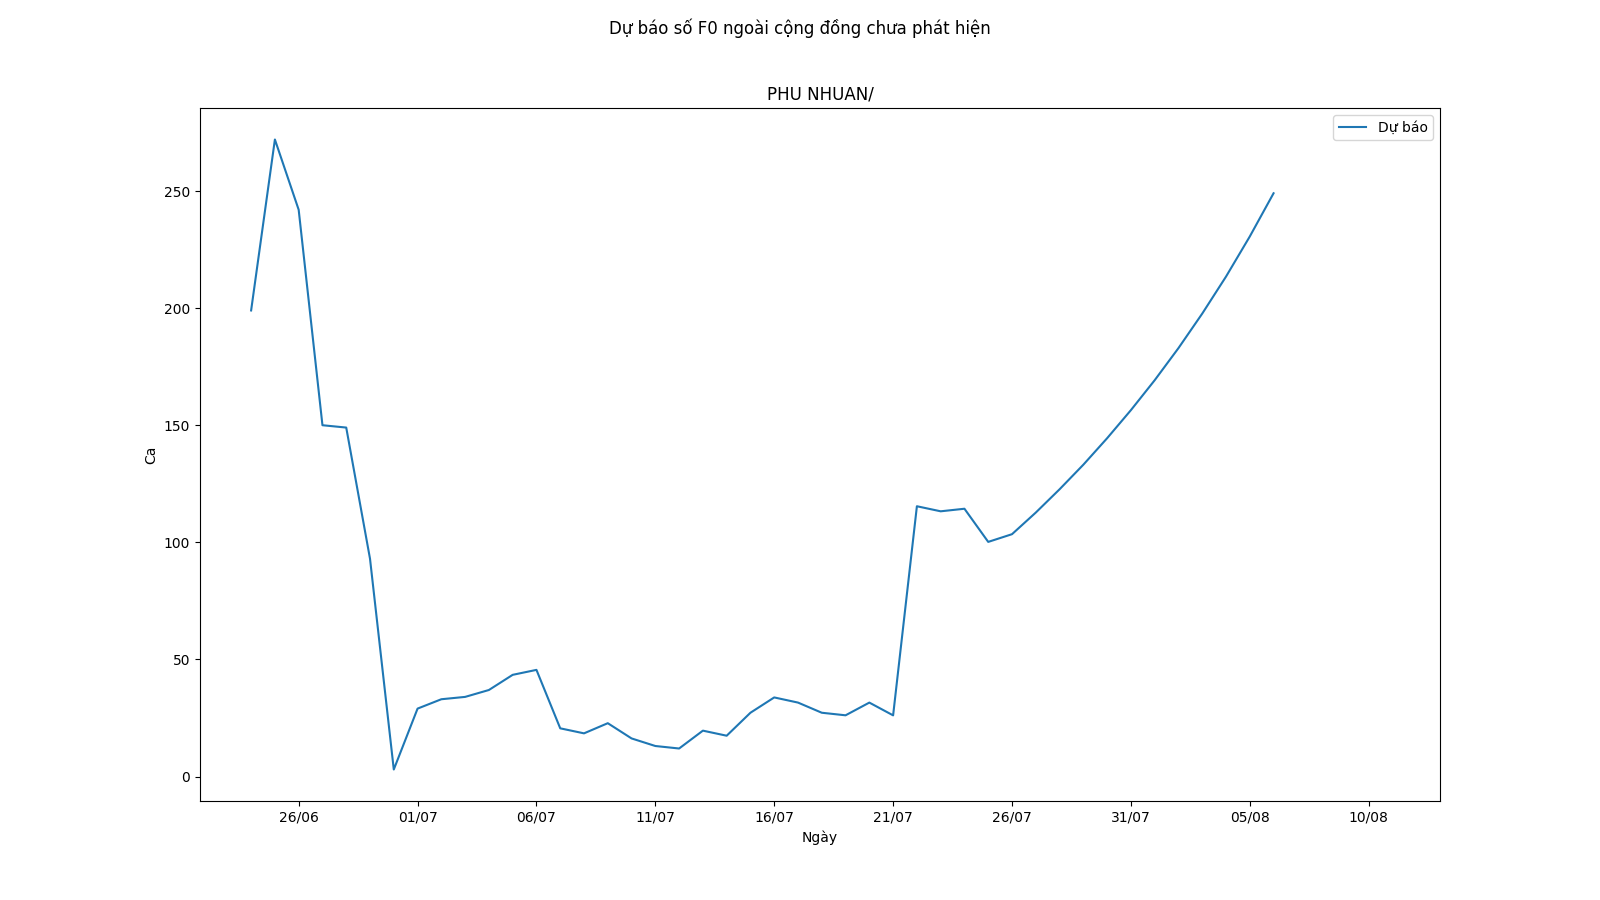 Dự báo số F0 ngoài cộng đồng chưa phát hiện
PHU NHUAN/
Dự báo
250
200
150
100
50
0
Ca
26/06 01/07 06/07 11/07 16/07 21/07 26/07 31/07 05/08 10/08
Ngày